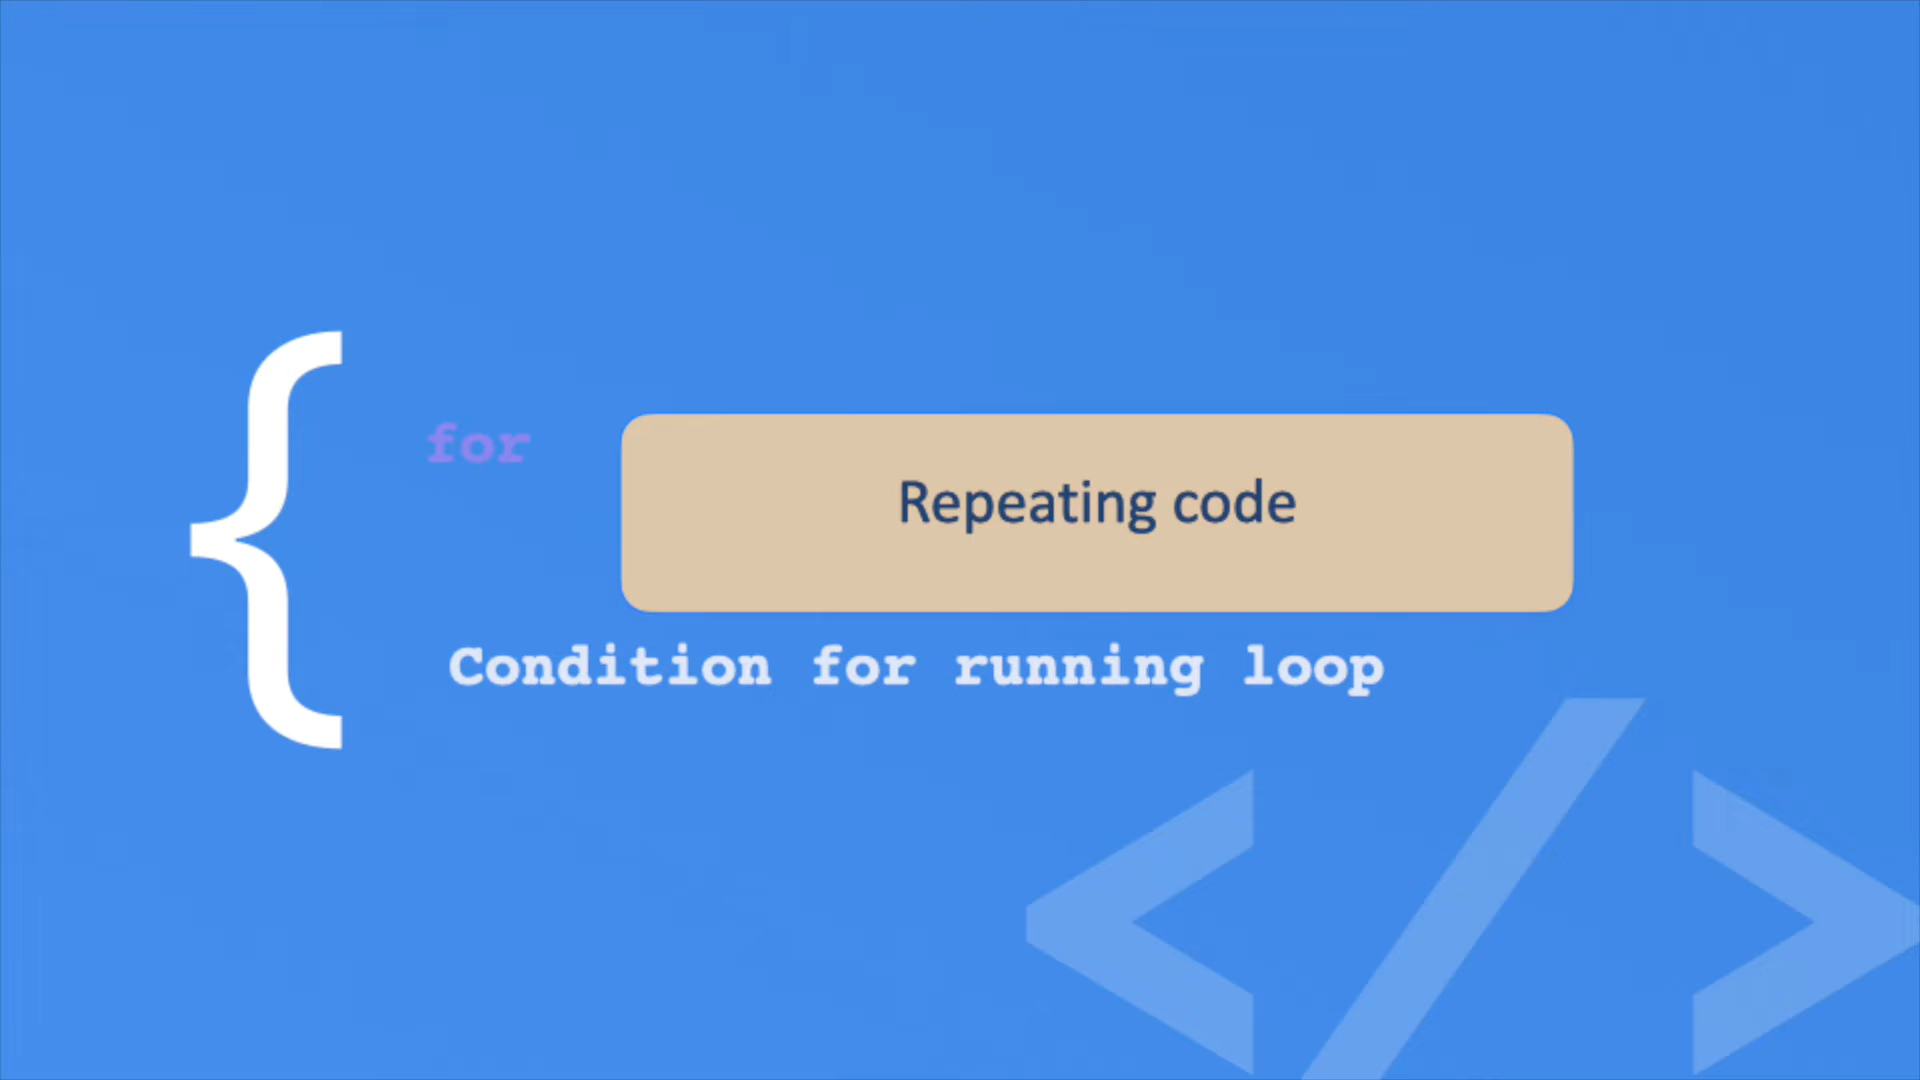 {
for
Repeating code
Condition for running loop
</>